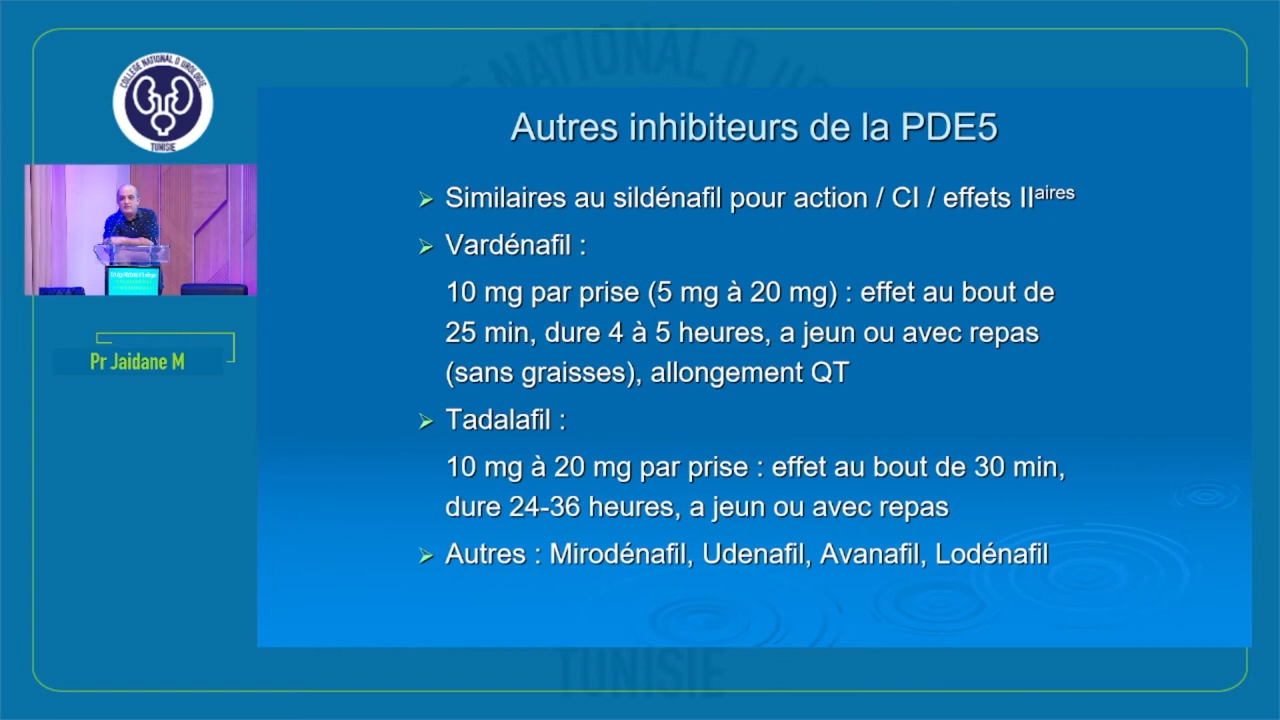 COLLÈGE NATIONAL D UROLOGIE
TUNISIE
NATIONAL D
Autres inhibiteurs de la PDE5
➢ Similaires au sildénafil pour action / CI / effets IIaires
➢ Vardénafil :
10 mg par prise (5 mg à 20 mg) : effet au bout de
25 min, dure 4 à 5 heures, a jeun ou avec repas
(sans graisses), allongement QT
➢ Tadalafil :
10 mg à 20 mg par prise : effet au bout de 30 min,
dure 24-36 heures, a jeun ou avec repas
➢ Autres : Mirodénafil, Udenafil, Avanafil, Lodénafil
Pr Jaidane M
TUNISIE